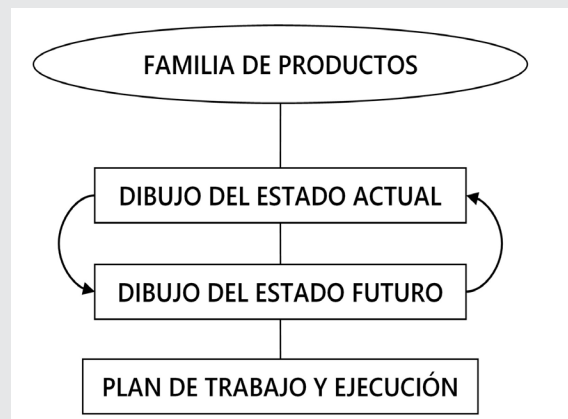 FAMILIA DE PRODUCTOS
DIBUJO DEL ESTADO ACTUAL
DIBUJO DEL ESTADO FUTURO
PLAN DE TRABAJO Y EJECUCIÓN